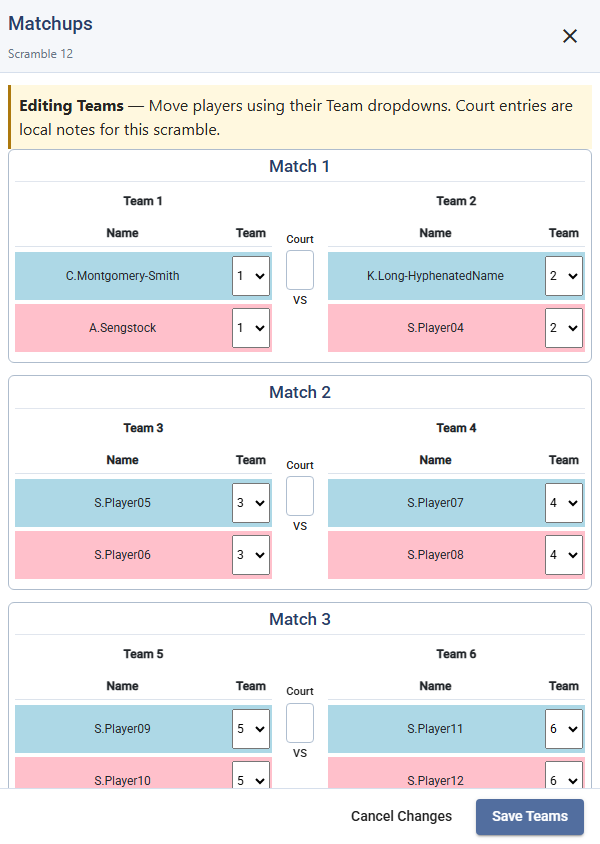 Matchups
Scramble 12
Editing Teams — Move players using their Team dropdowns. Court entries are
local notes for this scramble.
Match 1
Team 1
Team 2
Name Team
Court
Name Team
C.Montgomery-Smith 1
K.Long-HyphenatedName 2
VS
A.Sengstock 1
S.Player04 2
Match 2
Team 3
Team 4
Name Team
Court
Name Team
S.Player05 3
S.Player07 4
VS
S.Player06 3
S.Player08 4
Match 3
Team 5
Team 6
Name Team
Court
Name Team
S.Player09 5
S.Player11 6
VS
S.Player10 5
S.Player12 6
Cancel Changes
Save Teams